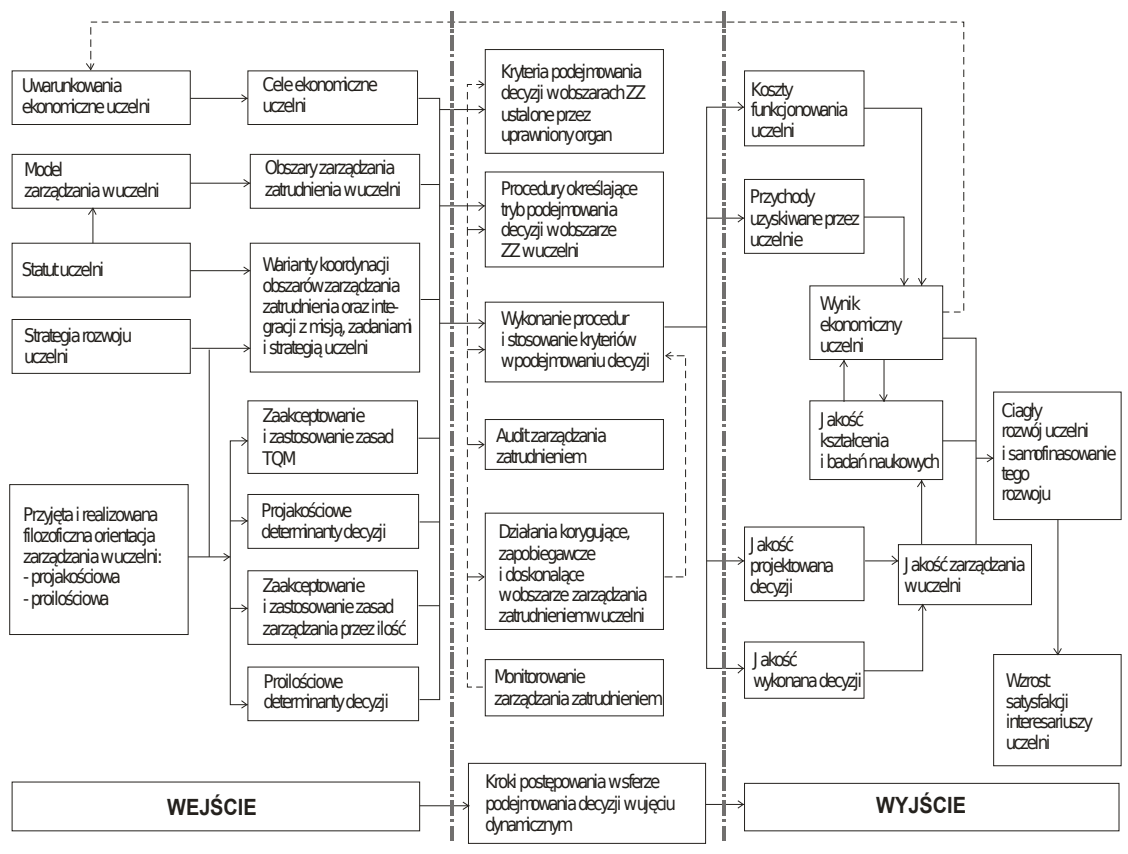 Uwarunkowania
ekonomiczne uczelni
Model
zarządzania w uczelni
Statut uczelni
Strategia rozwoju
uczelni
Przyjęta i realizowana
filozoficzna orientacja
zarządzania w uczelni:
- projakościowa
- proilościowa
Cele ekonomiczne
uczelni
Obszary zarządzania
zatrudnienia w uczelni
Warianty koordynacji
obszarów zarządzania
zatrudnienia oraz inte-
gracji z misją, zadaniami
i strategią uczelni
Zaakceptowanie
i zastosowanie zasad
TQM
Projakościowe
determinanty decyzji
Zaakceptowanie
i zastosowanie zasad
zarządzania przez ilość
Proilościowe
determinanty decyzji
Kryteria podejmowania
decyzji w obszarach ZZ
ustalone przez
uprawniony organ
Procedury określające
tryb podejmowania
decyzji w obszarze
ZZ w uczelni
Wykonanie procedur
i stosowanie kryteriów
w podejmowaniu decyzji
Audit zarządzania
zatrudnieniem
Działania korygujące,
zapobiegawcze
i doskonalące
w obszarze zarządzania
zatrudnieniem w uczelni
Monitorowanie
zarządzania zatrudnieniem
Koszty
funkcjonowania
uczelni
Przychody
uzyskiwane przez
uczelnie
Wynik
ekonomiczny
uczelni
Jakość
kształcenia
i badań naukowych
Jakość
projektowana
decyzji
Jakość zarządzania
w uczelni
Jakość
wykonana decyzji
Ciagły
rozwój uczelni
i samofinasowanie
tego
rozwoju
Wzrost
satysfakcji
interesariuszy
uczelni
WEJŚCIE
Kroki postępowania w sferze
podejmowania decyzji w ujęciu
dynamicznym
WYJŚCIE